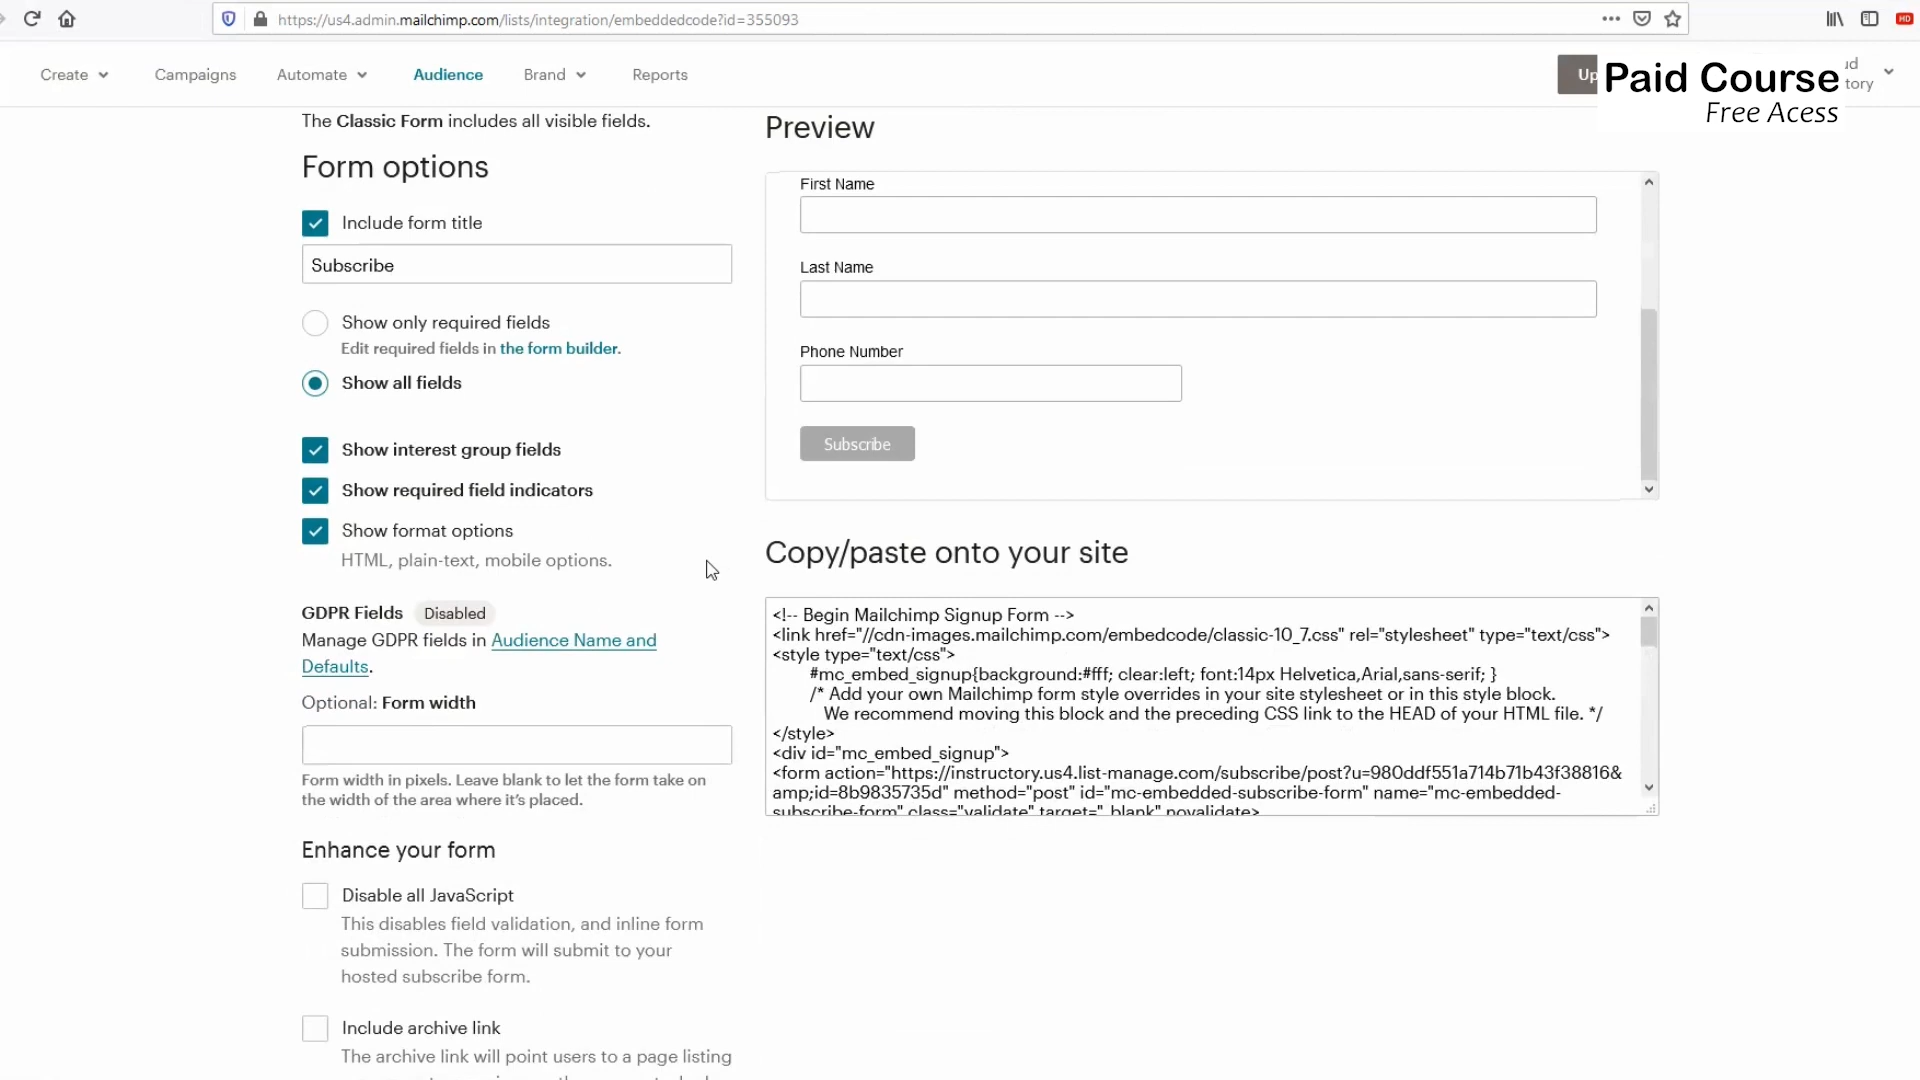 https://us4.admin.mailchimp.com/lists/integration/embeddedcode?id=355093
HD
Create
Campaigns
Automate
Audience
Brand
Reports
Up
Paid Course
Free Acess
The Classic Form includes all visible fields.
Form options
Include form title
Subscribe
Show only required fields
Edit required fields in the form builder.
Show all fields
Show interest group fields
Show required field indicators
Show format options
HTML, plain-text, mobile options.
GDPR Fields Disabled
Manage GDPR fields in Audience Name and
Defaults.
Optional: Form width
Form width in pixels. Leave blank to let the form take on
the width of the area where it's placed.
Enhance your form
Disable all JavaScript
This disables field validation, and inline form
submission. The form will submit to your
hosted subscribe form.
Include archive link
The archive link will point users to a page listing
Preview
First Name
Last Name
Phone Number
Subscribe
Copy/paste onto your site
<!-- Begin Mailchimp Signup Form -->
<link href="//cdn-images.mailchimp.com/embedcode/classic-10_7.css" rel="stylesheet" type="text/css">
<style type="text/css">
#mc_embed_signup{background:#fff; clear:left; font:14px Helvetica,Arial,sans-serif; }
/* Add your own Mailchimp form style overrides in your site stylesheet or in this style block.
We recommend moving this block and the preceding CSS link to the HEAD of your HTML file. */
</style>
<div id="mc_embed_signup">
<form action="https://instructory.us4.list-manage.com/subscribe/post?u=980ddf551a714b71b43f38816&
amp;id=8b9835735d" method="post" id="mc-embedded-subscribe-form" name="mc-embedded-
subscribe-form" class="validate" target="_blank" novalidate>